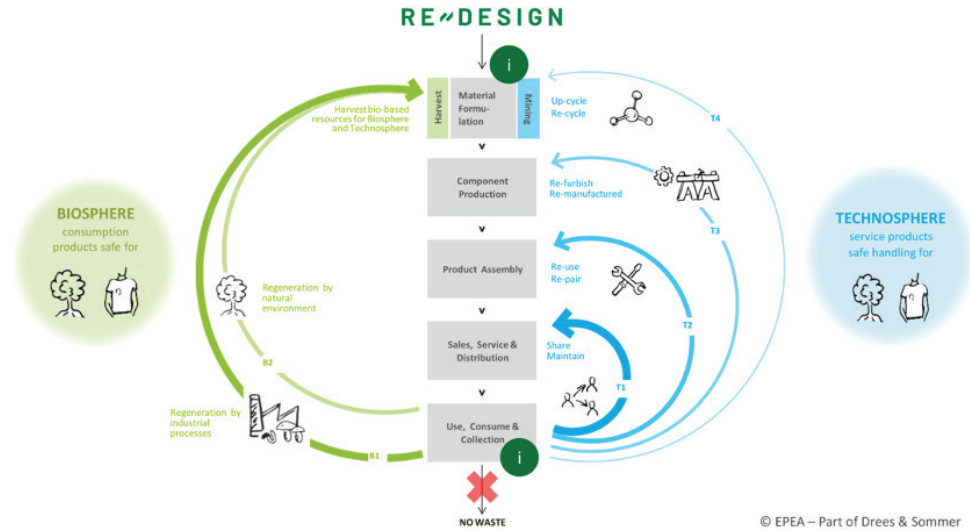 RE~DESIGN
i
Harvest
Material
Formu-
lation
Mining
Harvest bio-based
resources for Biosphere
and Technosphere
Up-cycle
Re-cycle
T4
Component
Production
Re-furbish
Re-manufactured
T3
BIOSPHERE
consumption
products safe for
TECHNOSPHERE
service products
safe handling for
Product Assembly
Re-use
Re-pair
Regeneration by
natural
environment
T2
Sales, Service &
Distribution
Share
Maintain
B2
T1
Regeneration by
industrial
processes
Use, Consume &
Collection
i
B1
NO WASTE
© EPEA – Part of Drees & Sommer